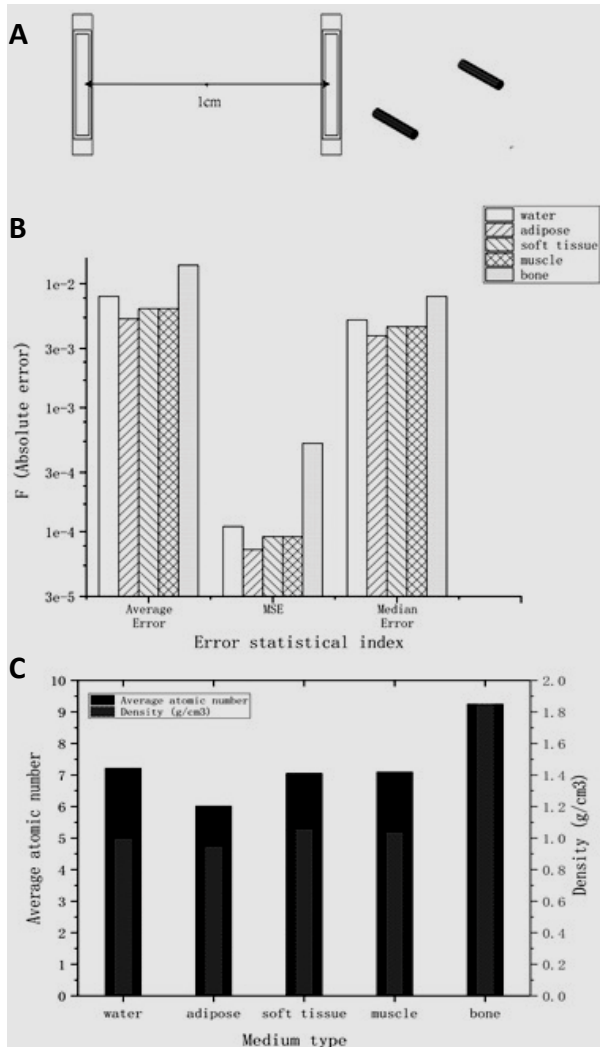 A
1cm
B
water
adipose
soft tissue
muscle
bone
F (Absolute error)
1e-2
3e-3
1e-3
3e-4
1e-4
3e-5
Average
Error
MSE
Median
Error
Error statistical index
C
Average atomic number
Density (g/cm3)
Average atomic number
10
9
8
7
6
5
4
3
2
1
0
2.0
1.8
1.6
1.4
1.2
1.0
0.8
0.6
0.4
0.2
0.0
Density (g/cm3)
water adipose soft tissue muscle bone
Medium type